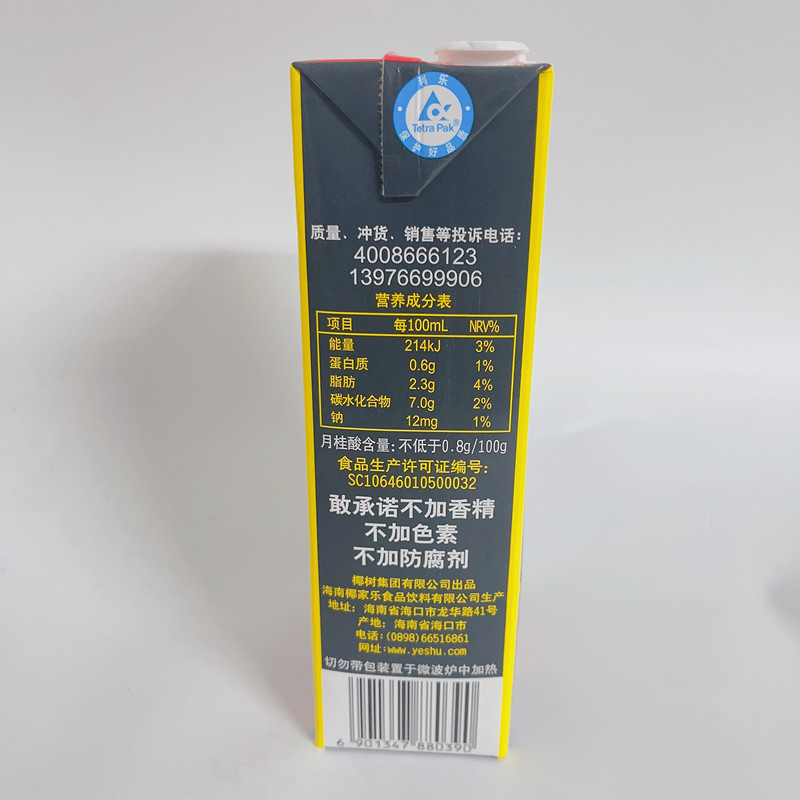 利乐
Tetra Pak®
保护好品质
质量、冲货、销售等投诉电话:
4008666123
13976699906
营养成分表
项目 每100mL NRV%
能量 214kJ 3%
蛋白质 0.6g 1%
脂肪 2.3g 4%
碳水化合物 7.0g 2%
钠 12mg 1%
月桂酸含量:不低于0.8g/100g
食品生产许可证编号:
SC10646010500032
敢承诺不加香精
不加色素
不加防腐剂
椰树集团有限公司出品
海南椰家乐食品饮料有限公司生产
地址: 海南省海口市龙华路41号
产地: 海南省海口市
电话:(0898)66516861
网址:www.yeshu.com
切勿带包装置于微波炉中加热
6 901347 880390